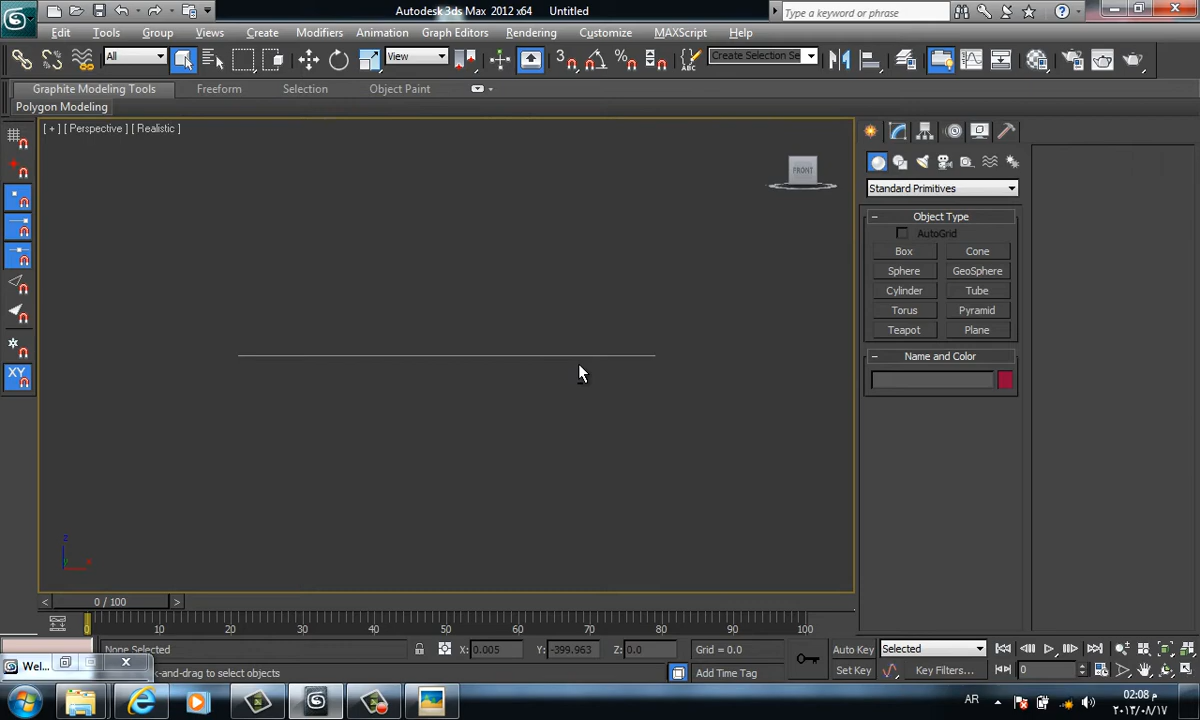 Autodesk 3ds Max 2012 x64 Untitled
Type a keyword or phrase
Edit Tools Group Views Create Modifiers Animation Graph Editors Rendering Customize MAXScript Help
All View 3 Create Selection Se
Graphite Modeling Tools Freeform Selection Object Paint
Polygon Modeling
[ + ] [ Perspective ] [ Realistic ]
FRONT
Standard Primitives
Object Type
AutoGrid
Box Cone
Sphere GeoSphere
Cylinder Tube
Torus Pyramid
Teapot Plane
Name and Color
XY
z
x
0 / 100
0 10 20 30 40 50 60 70 80 90 100
None Selected X: 0.005 Y: -399.963 Z: 0.0 Grid = 0.0 Auto Key Selected
Wel... k-and-drag to select objects Add Time Tag Set Key Key Filters... 0
AR
02:08 م
٢٠١٣/٠٨/١٧